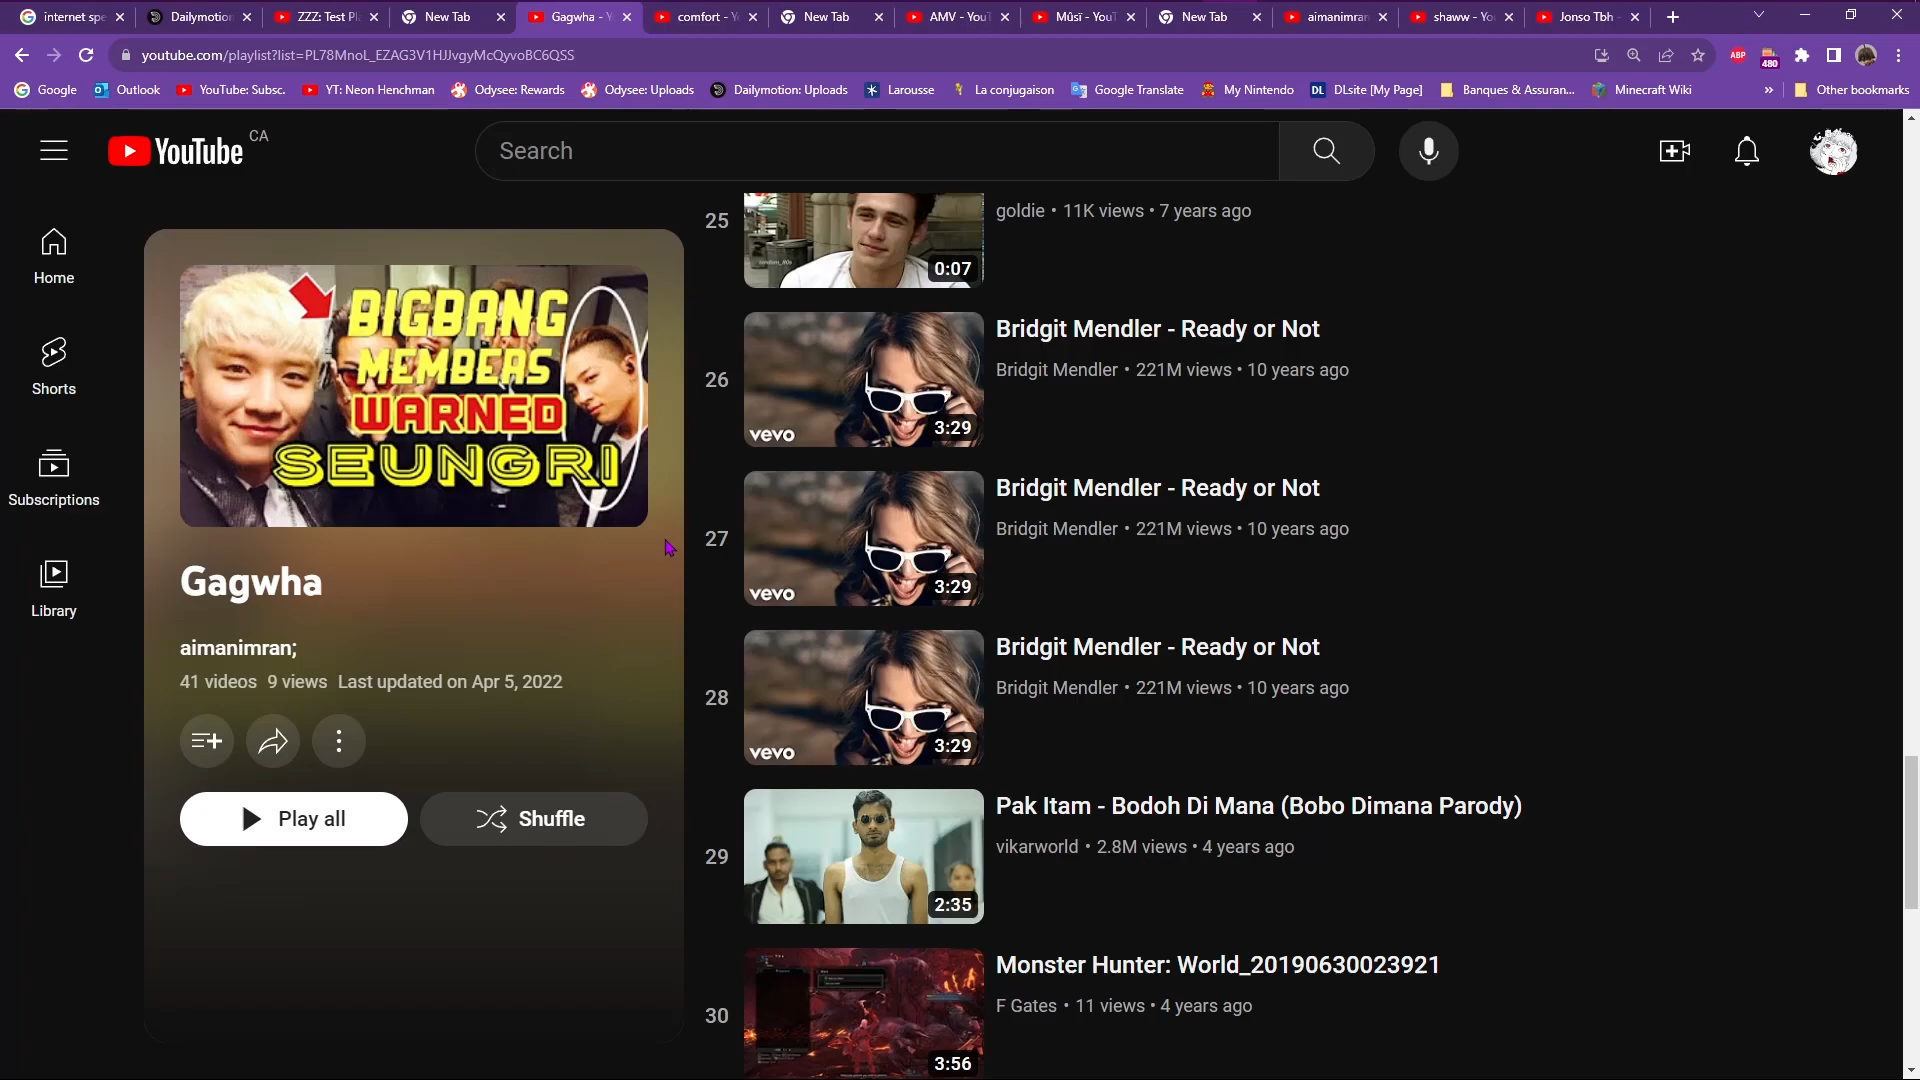 internet spe
Dailymotion
ZZZ: Test Pl
New Tab
Gagwha - Y
comfort - Y
New Tab
AMV - YouT
Mûsï - YouT
New Tab
aimanimran
shaww - Yo
Jonso Tbh -
youtube.com/playlist?list=PL78MnoL_EZAG3V1HJJvgyMcQyvoBC6QSS
ABP
480
Google
Outlook
YouTube: Subsc.
YT: Neon Henchman
Odysee: Rewards
Odysee: Uploads
Dailymotion: Uploads
Larousse
La conjugaison
Google Translate
My Nintendo
DL DLsite [My Page]
Banques & Assuran...
Minecraft Wiki
»
Other bookmarks
YouTube CA
Search
Home
Shorts
Subscriptions
Library
BIGBANG
MEMBERS
WARNED
SEUNGRI
Gagwha
aimanimran;
41 videos 9 views Last updated on Apr 5, 2022
Play all
Shuffle
25
0:07
goldie • 11K views • 7 years ago
26
vevo
3:29
Bridgit Mendler - Ready or Not
Bridgit Mendler • 221M views • 10 years ago
27
vevo
3:29
Bridgit Mendler - Ready or Not
Bridgit Mendler • 221M views • 10 years ago
28
vevo
3:29
Bridgit Mendler - Ready or Not
Bridgit Mendler • 221M views • 10 years ago
29
2:35
Pak Itam - Bodoh Di Mana (Bobo Dimana Parody)
vikarworld • 2.8M views • 4 years ago
30
3:56
Monster Hunter: World_20190630023921
F Gates • 11 views • 4 years ago